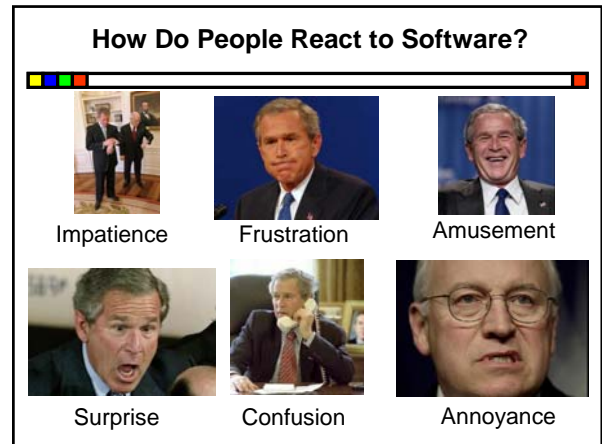 How Do People React to Software?
Impatience
Frustration
Amusement
Surprise
Confusion
Annoyance